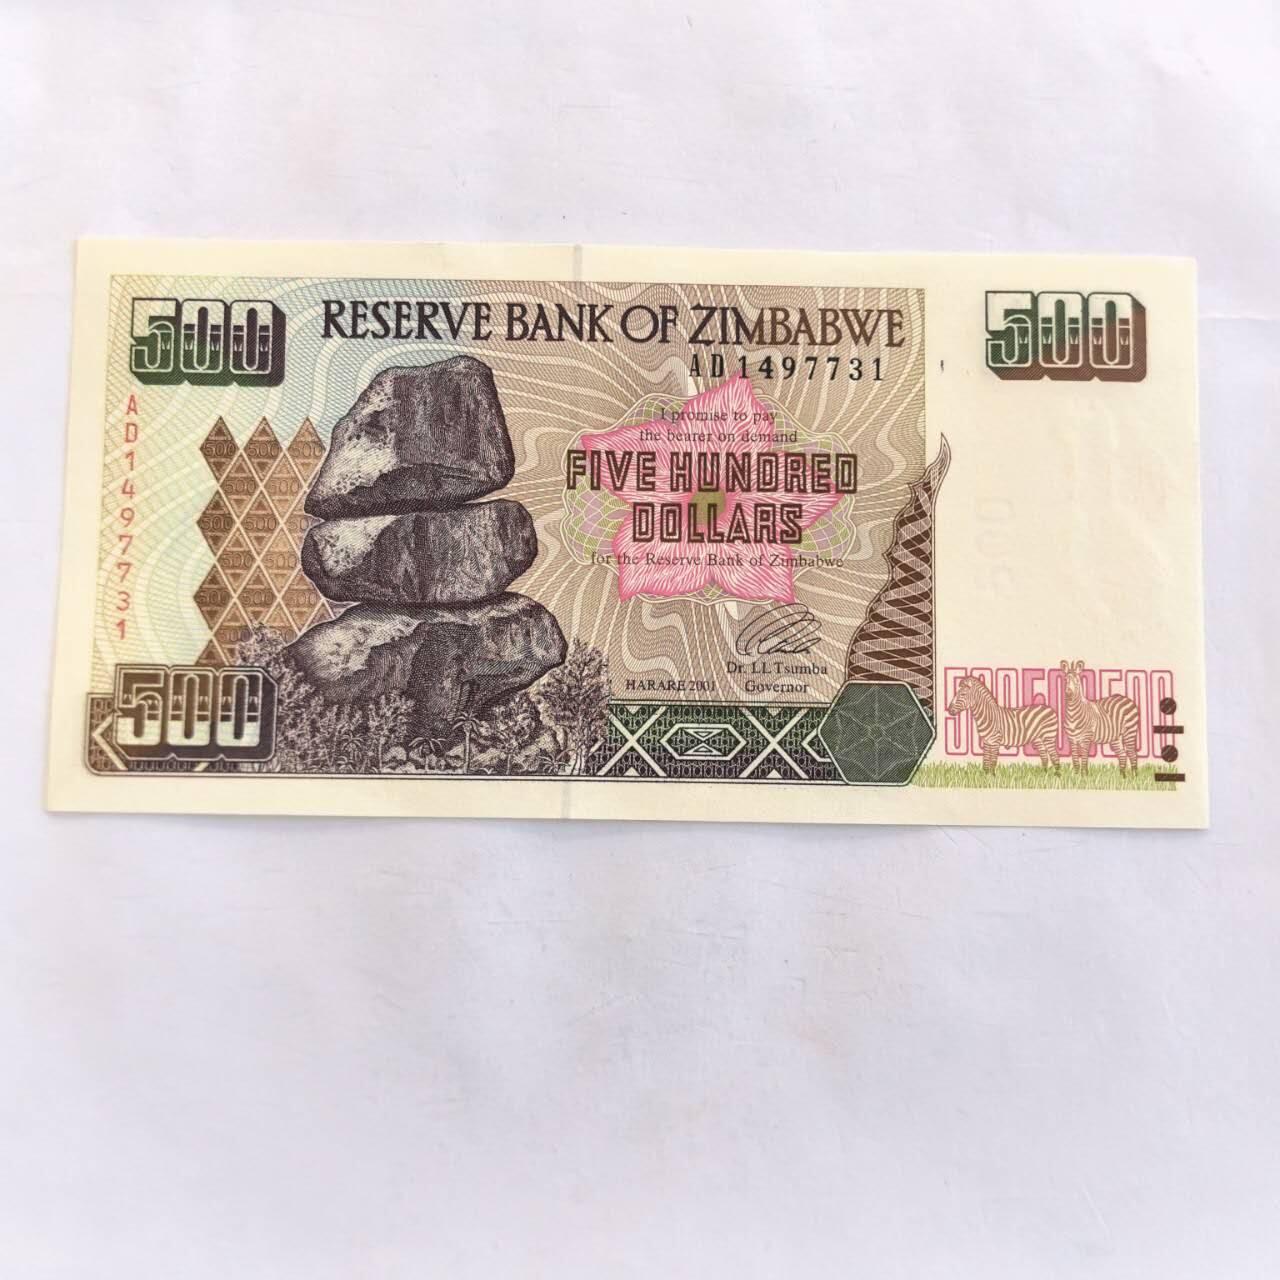 500
RESERVE BANK OF ZIMBABWE
500
AD1497731
AD1497731
I promise to pay
the bearer on demand
FIVE HUNDRED
DOLLARS
for the Reserve Bank of Zimbabwe
Dr. L.L Tsumba
HARARE 2001
Governor
500
500500500